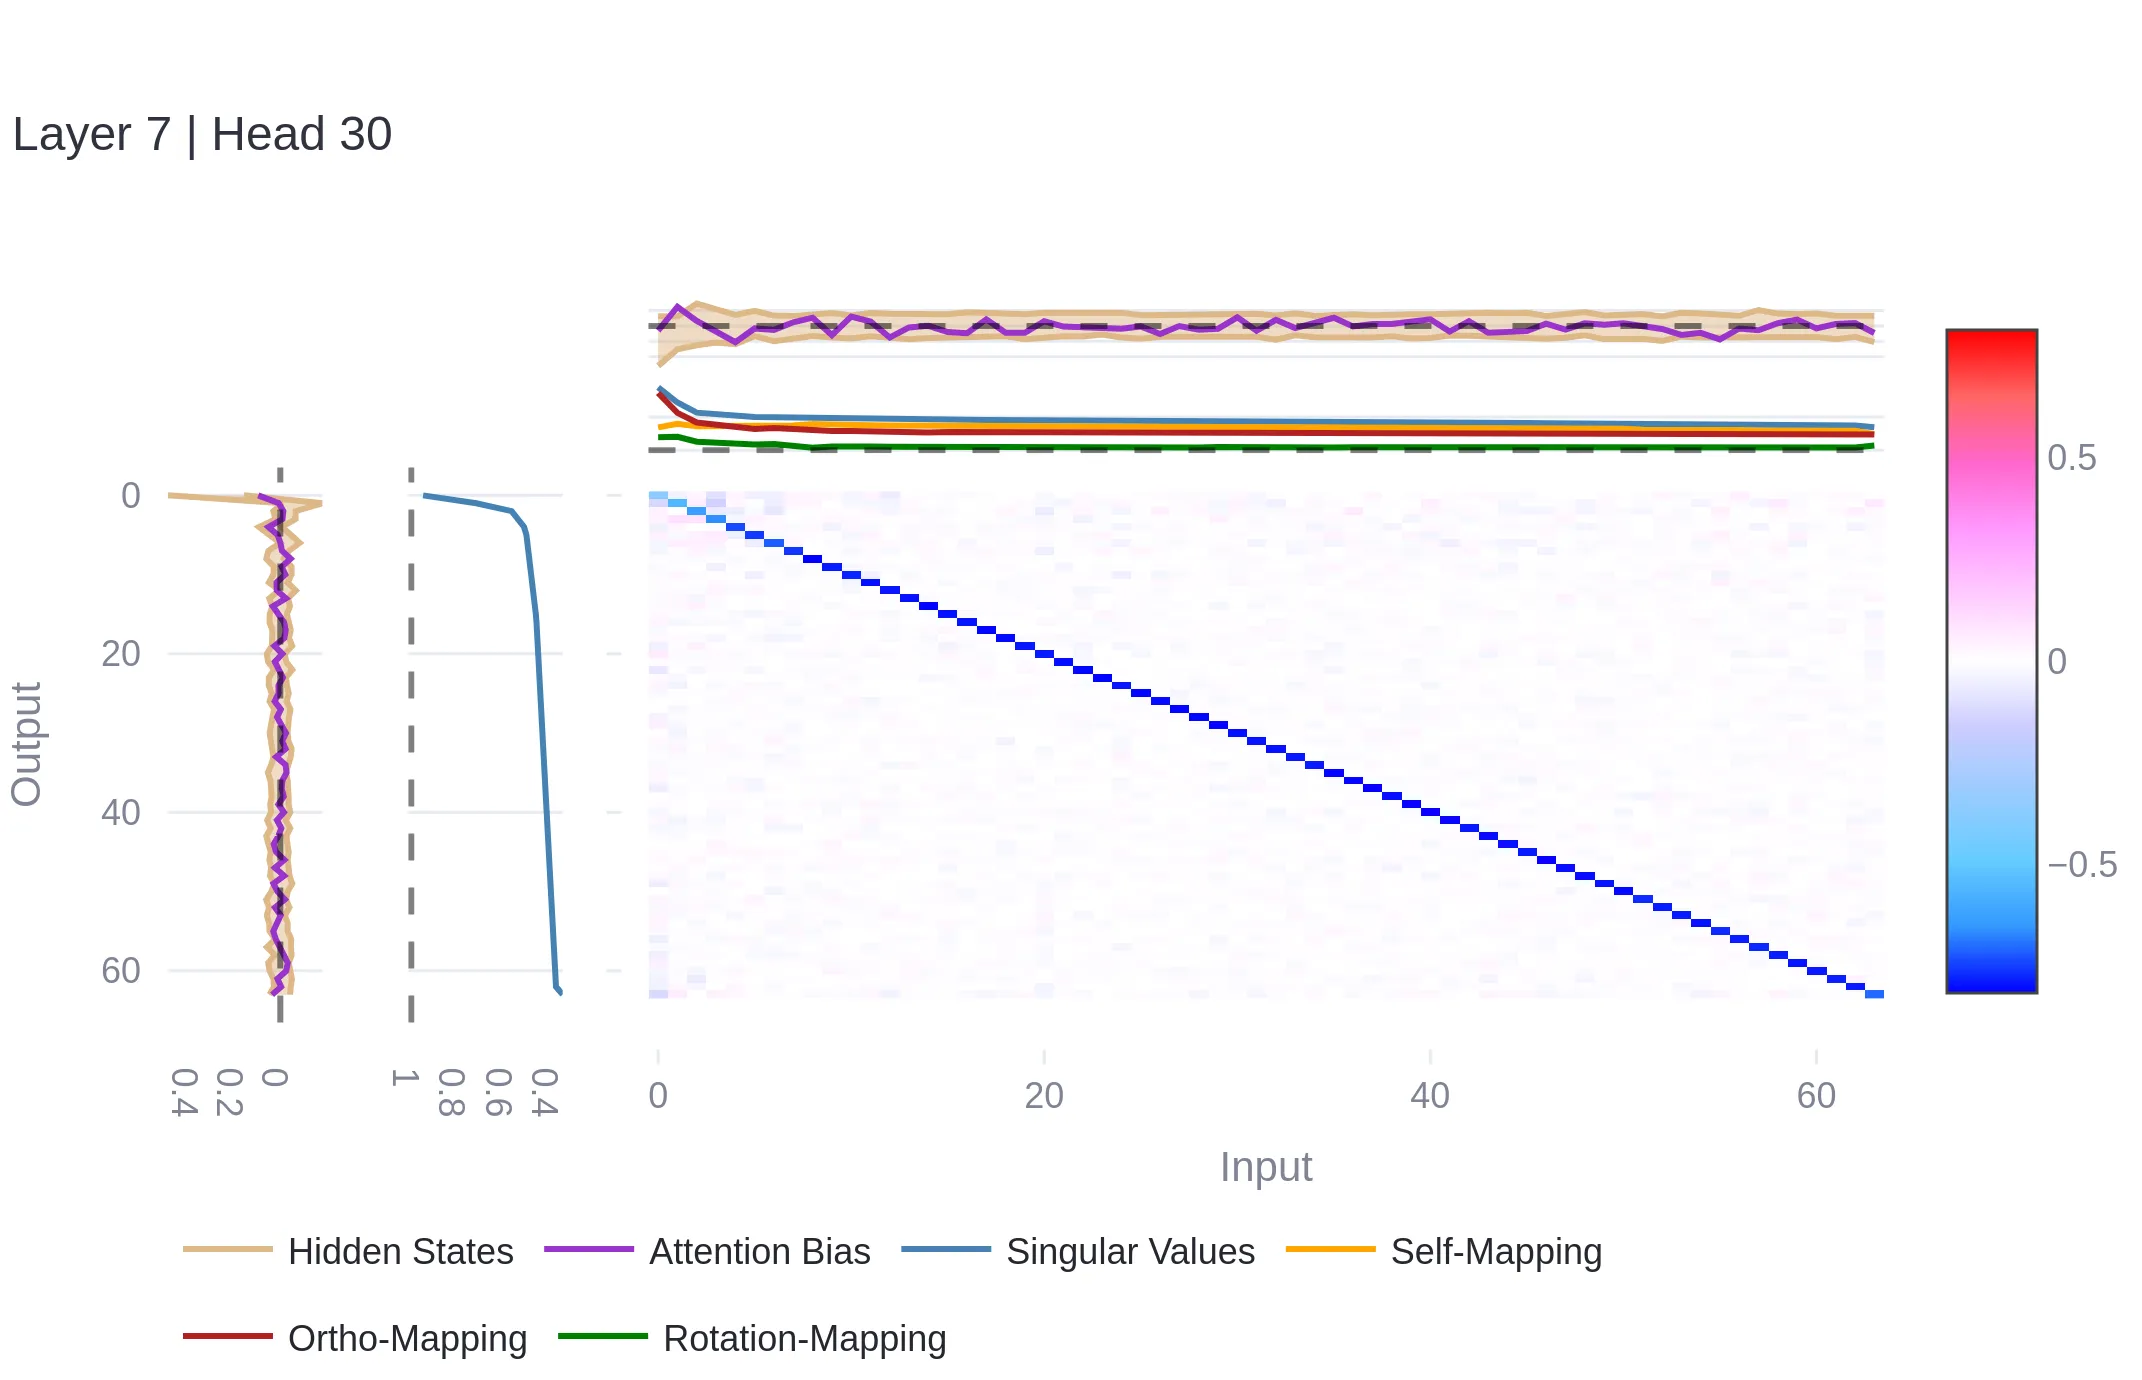 Layer 7 | Head 30
0
20
40
60
Output
0.4
0.2
0
1
0.8
0.6
0.4
0
20
40
60
Input
0.5
0
−0.5
Hidden States
Attention Bias
Singular Values
Self-Mapping
Ortho-Mapping
Rotation-Mapping